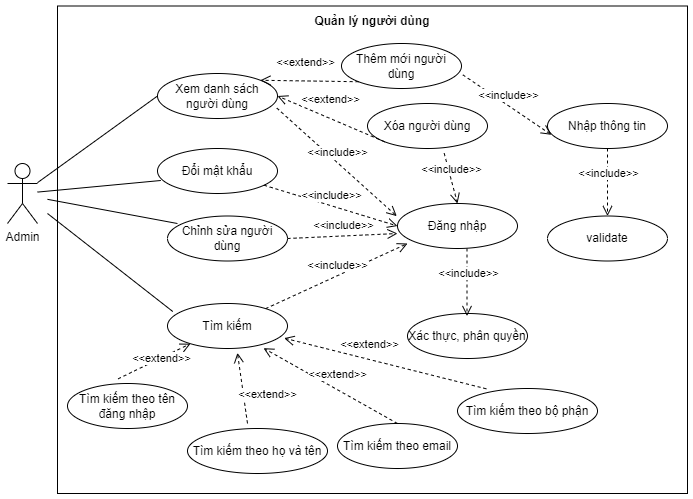 Quản lý người dùng
Thêm mới người
dùng
<<extend>>
Xem danh sách
người dùng
<<extend>>
<<include>>
Xóa người dùng
Nhập thông tin
<<include>>
<<include>>
<<include>>
Đổi mật khẩu
<<include>>
Admin
Chỉnh sửa người
dùng
<<include>>
Đăng nhập
validate
<<include>>
<<include>>
Tìm kiếm
Xác thực, phân quyền
<<extend>>
<<extend>>
<<extend>>
<<extend>>
Tìm kiếm theo tên
đăng nhập
Tìm kiếm theo bộ phận
Tìm kiếm theo họ và tên
Tìm kiếm theo email